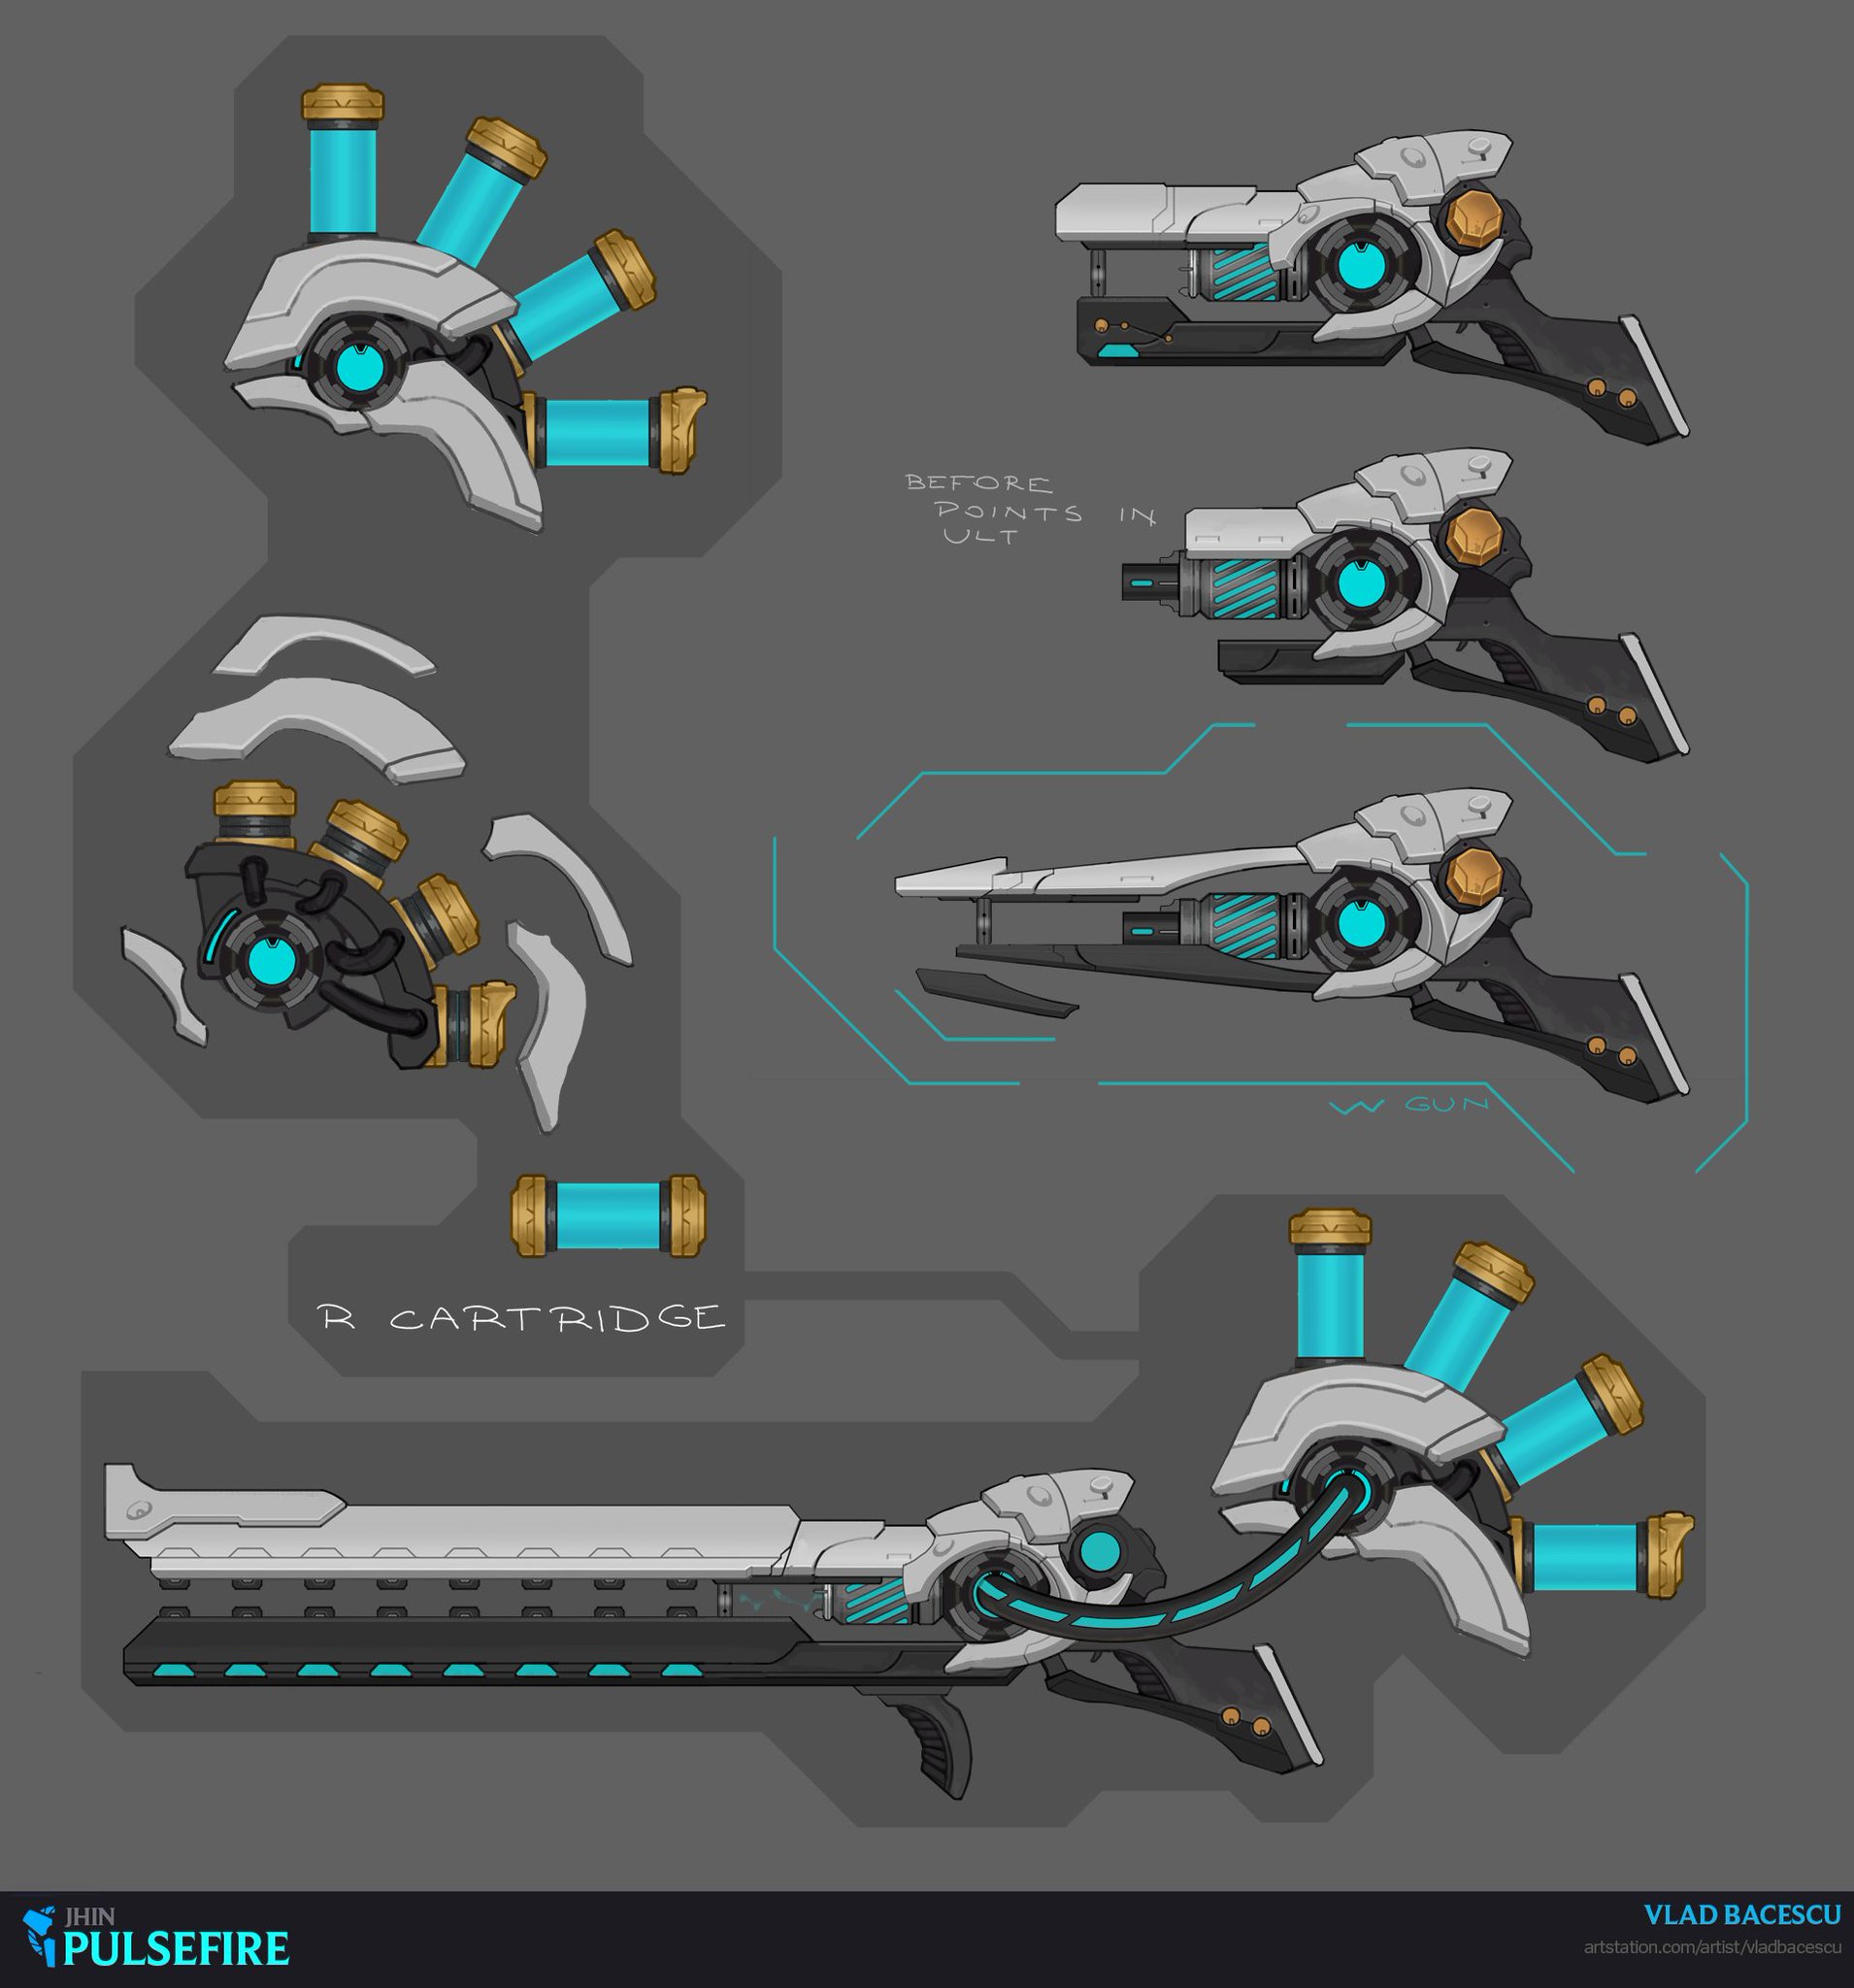 BEFORE
POINTS IN
ULT
W GUN
R CARTRIDGE
JHIN
PULSEFIRE
VLAD BACESCU
artstation.com/artist/vladbacescu